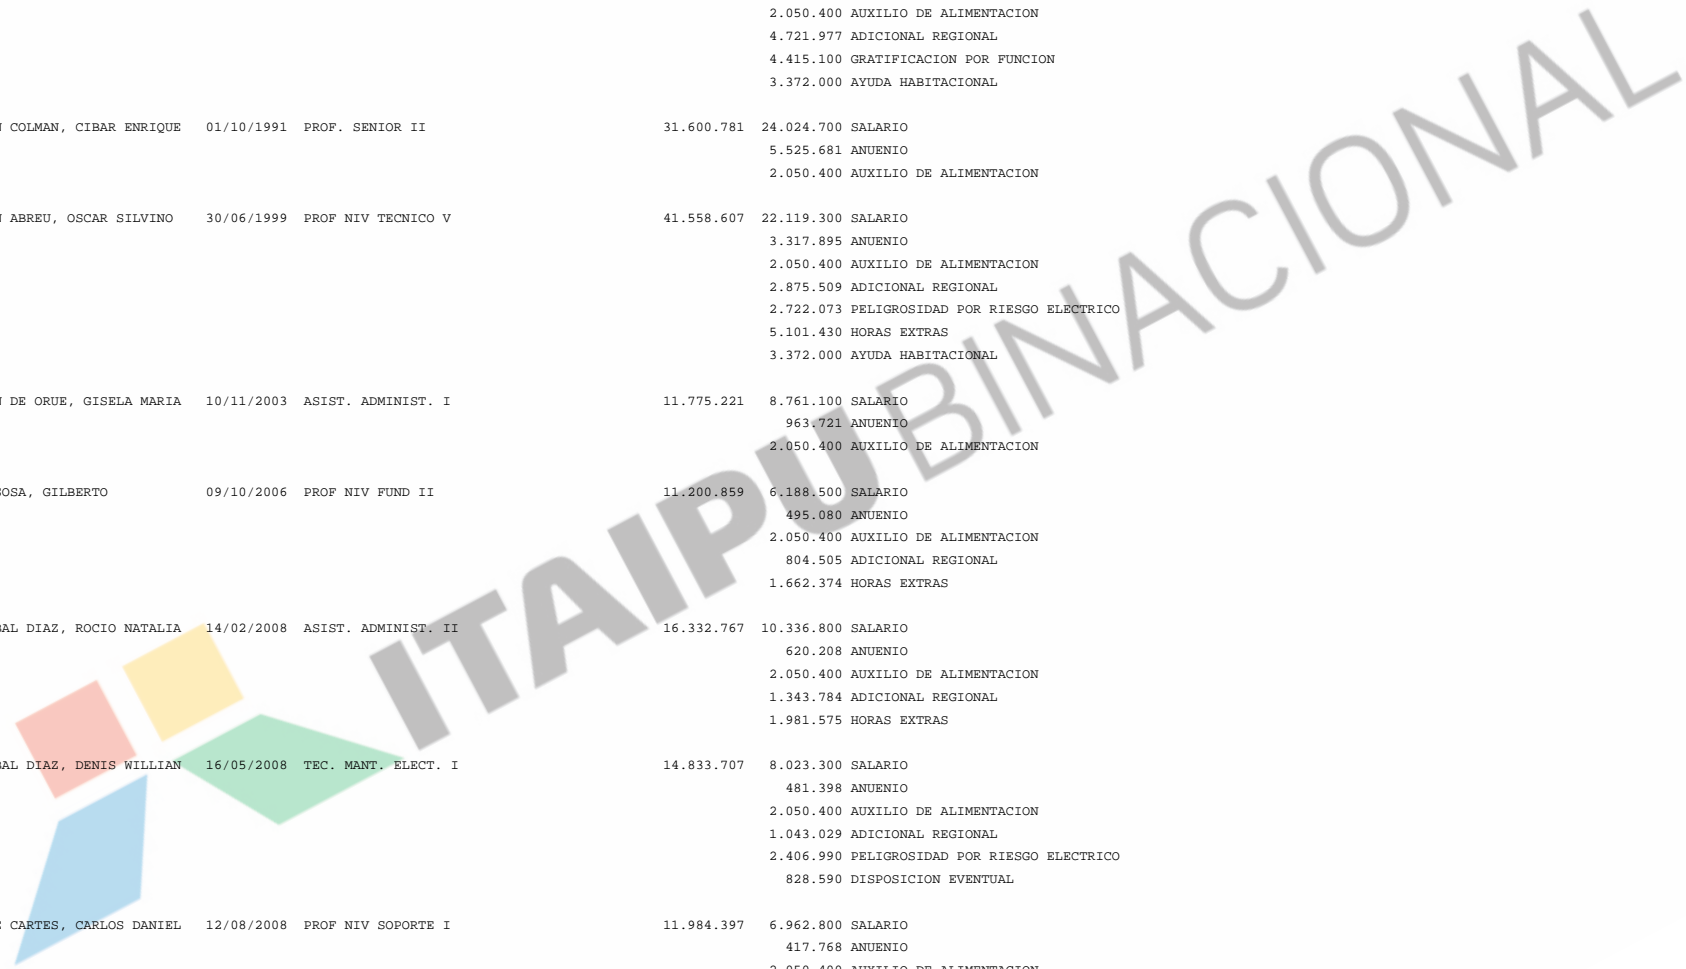 2.050.400 AUXILIO DE ALIMENTACION
4.721.977 ADICIONAL REGIONAL
4.415.100 GRATIFICACION POR FUNCION
3.372.000 AYUDA HABITACIONAL
COLMAN, CIBAR ENRIQUE 01/10/1991 PROF. SENIOR II 31.600.781 24.024.700 SALARIO
5.525.681 ANUENIO
2.050.400 AUXILIO DE ALIMENTACION
ABREU, OSCAR SILVINO 30/06/1999 PROF NIV TECNICO V 41.558.607 22.119.300 SALARIO
3.317.895 ANUENIO
2.050.400 AUXILIO DE ALIMENTACION
2.875.509 ADICIONAL REGIONAL
2.722.073 PELIGROSIDAD POR RIESGO ELECTRICO
5.101.430 HORAS EXTRAS
3.372.000 AYUDA HABITACIONAL
DE ORUE, GISELA MARIA 10/11/2003 ASIST. ADMINIST. I 11.775.221 8.761.100 SALARIO
963.721 ANUENIO
2.050.400 AUXILIO DE ALIMENTACION
OSA, GILBERTO 09/10/2006 PROF NIV FUND II 11.200.859 6.188.500 SALARIO
495.080 ANUENIO
2.050.400 AUXILIO DE ALIMENTACION
804.505 ADICIONAL REGIONAL
1.662.374 HORAS EXTRAS
AL DIAZ, ROCIO NATALIA 14/02/2008 ASIST. ADMINIST. II 16.332.767 10.336.800 SALARIO
620.208 ANUENIO
2.050.400 AUXILIO DE ALIMENTACION
1.343.784 ADICIONAL REGIONAL
1.981.575 HORAS EXTRAS
AL DIAZ, DENIS WILLIAN 16/05/2008 TEC. MANT. ELECT. I 14.833.707 8.023.300 SALARIO
481.398 ANUENIO
2.050.400 AUXILIO DE ALIMENTACION
1.043.029 ADICIONAL REGIONAL
2.406.990 PELIGROSIDAD POR RIESGO ELECTRICO
828.590 DISPOSICION EVENTUAL
CARTES, CARLOS DANIEL 12/08/2008 PROF NIV SOPORTE I 11.984.397 6.962.800 SALARIO
417.768 ANUENIO
2.050.400 AUXILIO DE ALIMENTACION
ITAIPU BINACIONAL